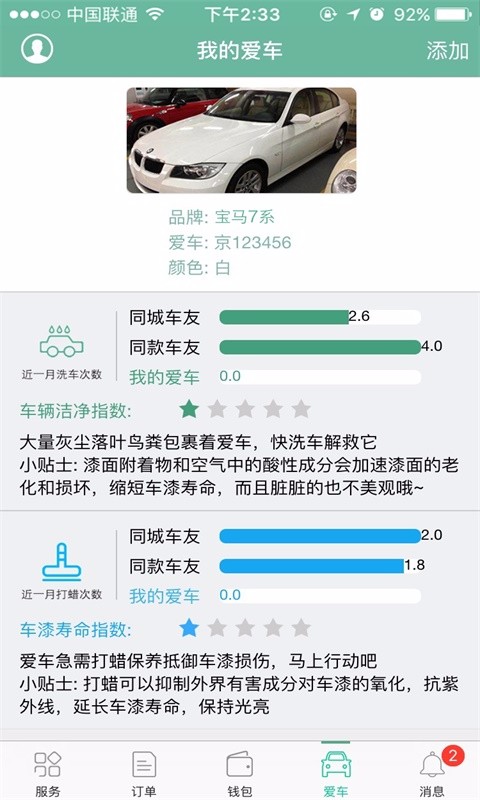 中国联通 下午2:33 92%
我的爱车 添加
品牌: 宝马7系
爱车: 京123456
颜色: 白
同城车友 2.6
同款车友 4.0
近一月洗车次数
我的爱车 0.0
车辆洁净指数:
大量灰尘落叶鸟粪包裹着爱车，快洗车解救它
小贴士: 漆面附着物和空气中的酸性成分会加速漆面的老
化和损坏，缩短车漆寿命，而且脏脏的也不美观哦~
同城车友 2.0
同款车友 1.8
近一月打蜡次数
我的爱车 0.0
车漆寿命指数:
爱车急需打蜡保养抵御车漆损伤，马上行动吧
小贴士: 打蜡可以抑制外界有害成分对车漆的氧化，抗紫
外线，延长车漆寿命，保持光亮
2
服务 订单 钱包 爱车 消息